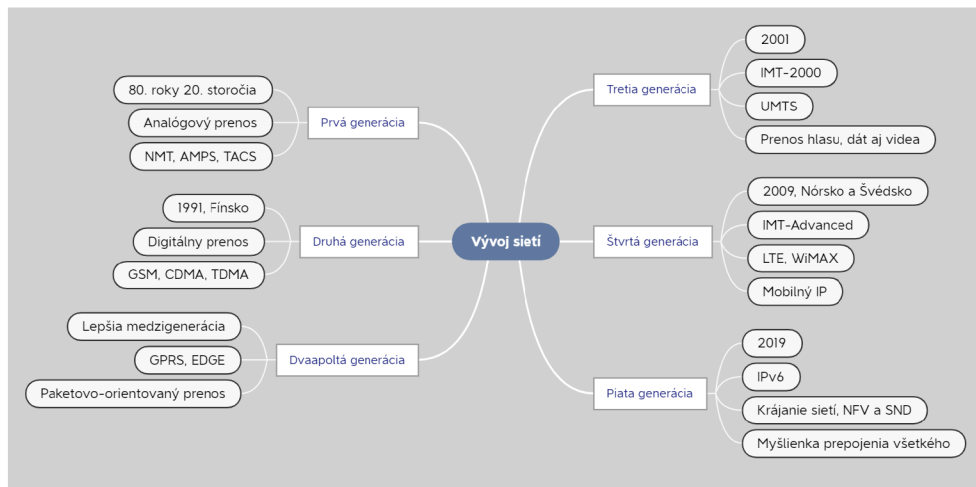 Vývoj sietí
Prvá generácia
80. roky 20. storočia
Analógový prenos
NMT, AMPS, TACS
Druhá generácia
1991, Fínsko
Digitálny prenos
GSM, CDMA, TDMA
Dvaapoltá generácia
Lepšia medzigenerácia
GPRS, EDGE
Paketovo-orientovaný prenos
Tretia generácia
2001
IMT-2000
UMTS
Prenos hlasu, dát aj videa
Štvrtá generácia
2009, Nórsko a Švédsko
IMT-Advanced
LTE, WiMAX
Mobilný IP
Piata generácia
2019
IPv6
Krájanie sietí, NFV a SND
Myšlienka prepojenia všetkého